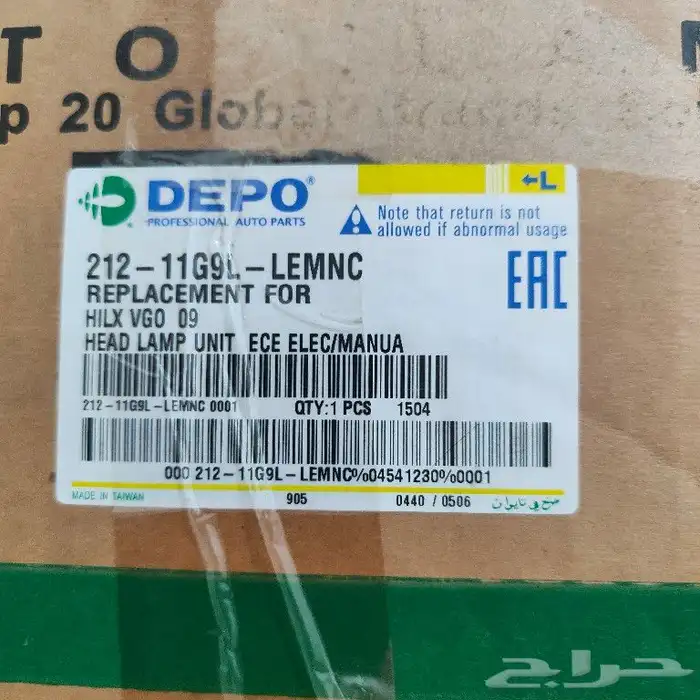 T O
p 20 Global
DEPO®
PROFESSIONAL AUTO PARTS
←L
Note that return is not
allowed if abnormal usage
212-11G9L-LEMNC
REPLACEMENT FOR
HILX VGO 09
HEAD LAMP UNIT ECE ELEC/MANUA
EAC
212-11G9L-LEMNC 0001 QTY:1 PCS 1504
000 212-11G9L-LEMNC%04541230%0001
MADE IN TAIWAN 905 0440 / 0506 صنع في تايوان
حراج